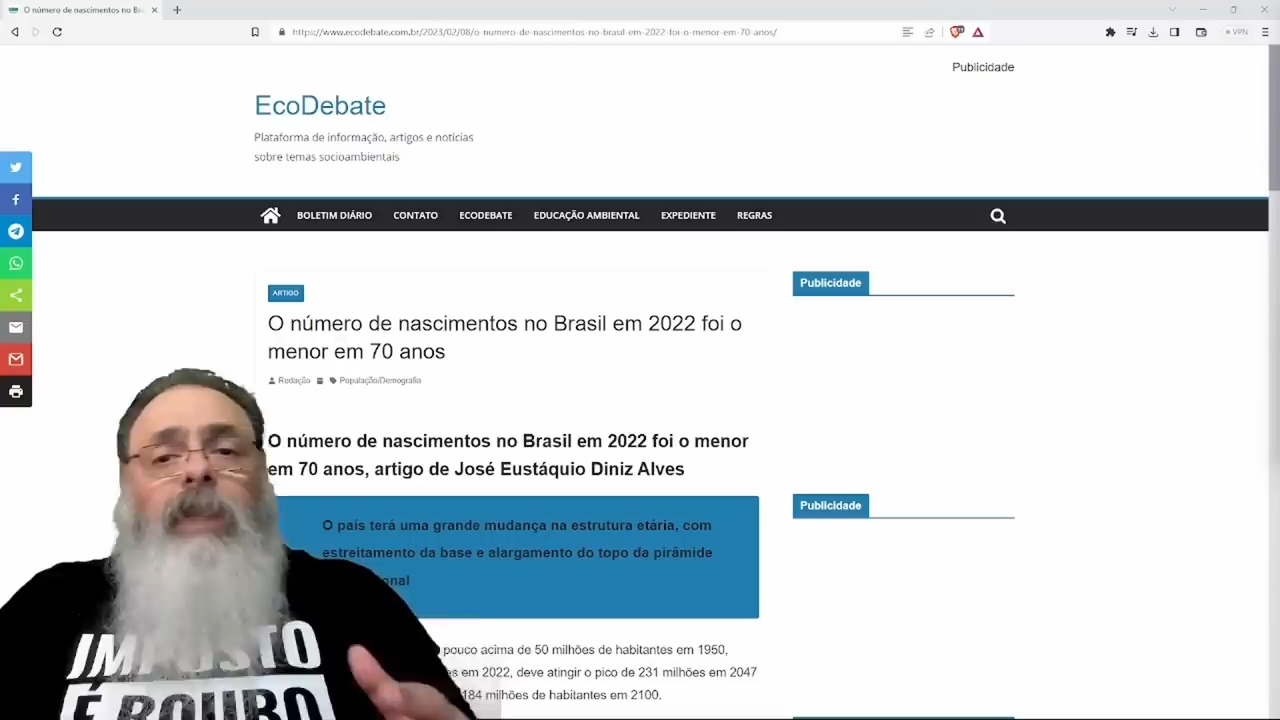 O número de nascimentos no Br
https://www.ecodebate.com.br/2023/02/08/o-numero-de-nascimentos-no-brasil-em-2022-foi-o-menor-em-70-anos/
VPN
Publicidade
EcoDebate
Plataforma de informação, artigos e notícias
sobre temas socioambientais
BOLETIM DIÁRIO CONTATO ECODEBATE EDUCAÇÃO AMBIENTAL EXPEDIENTE REGRAS
ARTIGO
O número de nascimentos no Brasil em 2022 foi o
menor em 70 anos
Redação População/Demografia
O número de nascimentos no Brasil em 2022 foi o menor
em 70 anos, artigo de José Eustáquio Diniz Alves
O país terá uma grande mudança na estrutura etária, com
estreitamento da base e alargamento do topo da pirâmide
onal
pouco acima de 50 milhões de habitantes em 1950,
es em 2022, deve atingir o pico de 231 milhões em 2047
184 milhões de habitantes em 2100.
Publicidade
Publicidade
IMPOSTO
É ROUBO